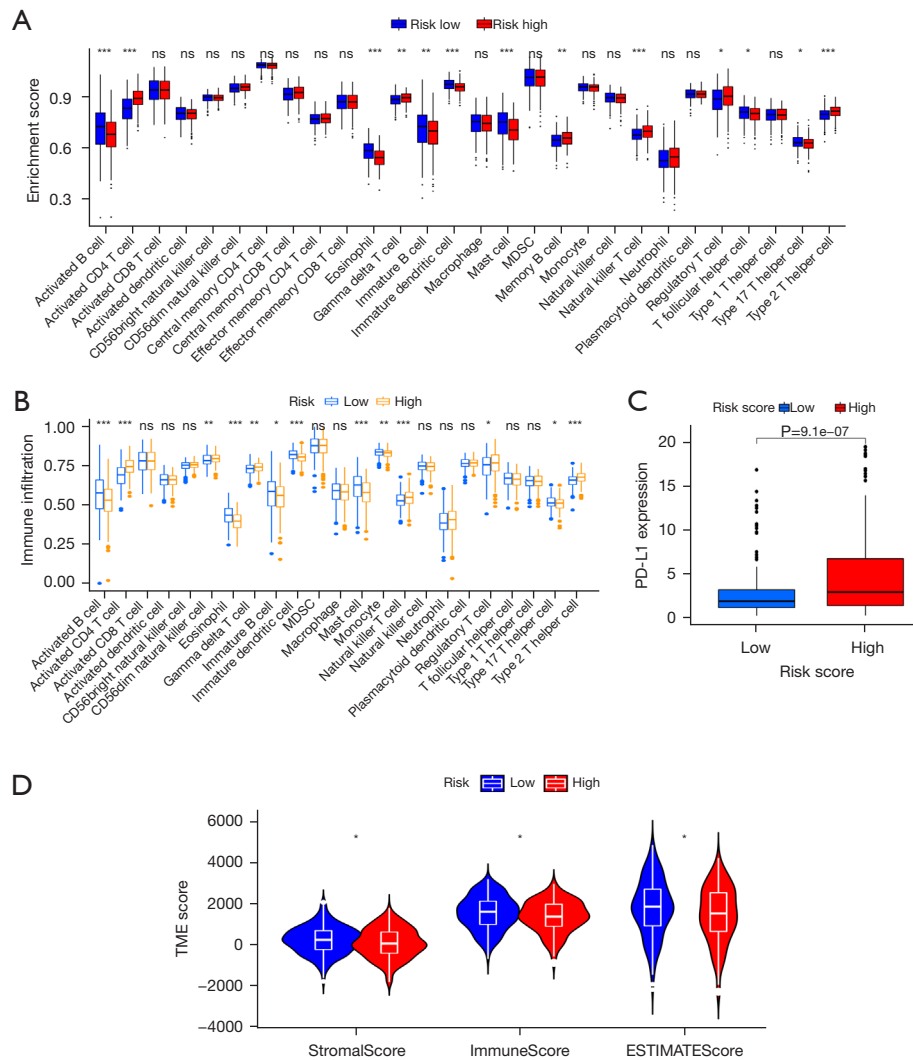 A
Risk low Risk high
*** *** ns ns ns ns ns ns ns ns *** ** ** *** ns *** ns ** ns ns *** ns ns * * ns * ***
Enrichment score
0.9
0.6
0.3
Activated B cell
Activated CD4 T cell
Activated CD8 T cell
Activated dendritic cell
CD56bright natural killer cell
CD56dim natural killer cell
Central memory CD4 T cell
Central memory CD8 T cell
Effector memeory CD4 T cell
Effector memeory CD8 T cell
Eosinophil
Gamma delta T cell
Immature B cell
Immature dendritic cell
Macrophage
Mast cell
MDSC
Memory B cell
Monocyte
Natural killer cell
Natural killer T cell
Neutrophil
Plasmacytoid dendritic cell
Regulatory T cell
T follicular helper cell
Type 1 T helper cell
Type 17 T helper cell
Type 2 T helper cell
B
Risk Low High
*** *** ns ns ns ** *** ** * *** ns ns *** ** *** ns ns ns * ns ns * ***
Immune infiltration
1.00
0.75
0.50
0.25
0.00
Activated B cell
Activated CD4 T cell
Activated CD8 T cell
Activated dendritic cell
CD56bright natural killer cell
CD56dim natural killer cell
Eosinophil
Gamma delta T cell
Immature B cell
Immature dendritic cell
MDSC
Macrophage
Mast cell
Monocyte
Natural killer T cell
Natural killer cell
Neutrophil
Plasmacytoid dendritic cell
Regulatory T cell
T follicular helper cell
Type 1 T helper cell
Type 17 T helper cell
Type 2 T helper cell
C
Risk score Low High
P=9.1e-07
PD-L1 expression
20
15
10
5
0
Low High
Risk score
D
Risk Low High
* * *
TME score
6000
4000
2000
0
−2000
−4000
StromalScore ImmuneScore ESTIMATEScore